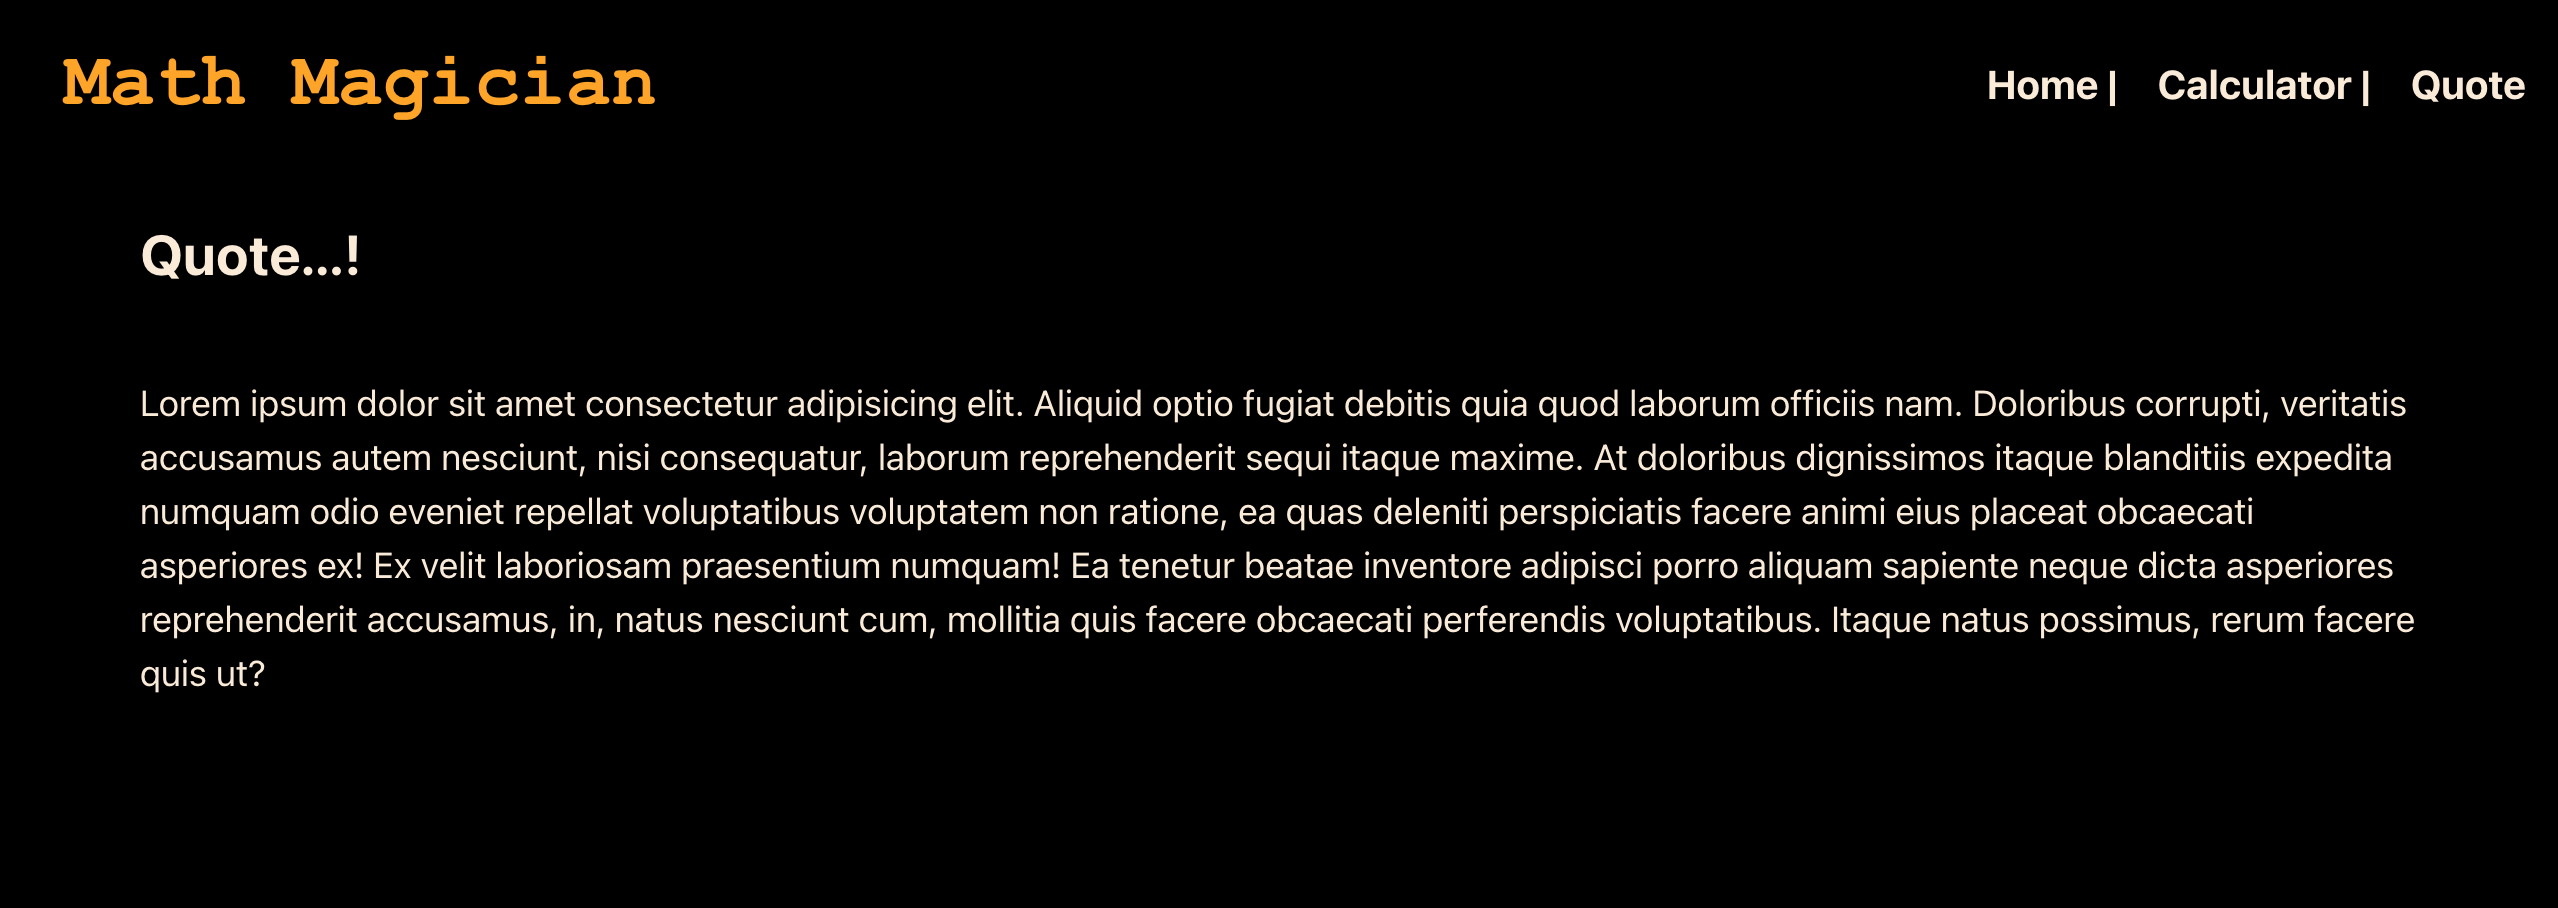 Math Magician
Home | Calculator | Quote
Quote...!
Lorem ipsum dolor sit amet consectetur adipisicing elit. Aliquid optio fugiat debitis quia quod laborum officiis nam. Doloribus corrupti, veritatis
accusamus autem nesciunt, nisi consequatur, laborum reprehenderit sequi itaque maxime. At doloribus dignissimos itaque blanditiis expedita
numquam odio eveniet repellat voluptatibus voluptatem non ratione, ea quas deleniti perspiciatis facere animi eius placeat obcaecati
asperiores ex! Ex velit laboriosam praesentium numquam! Ea tenetur beatae inventore adipisci porro aliquam sapiente neque dicta asperiores
reprehenderit accusamus, in, natus nesciunt cum, mollitia quis facere obcaecati perferendis voluptatibus. Itaque natus possimus, rerum facere
quis ut?